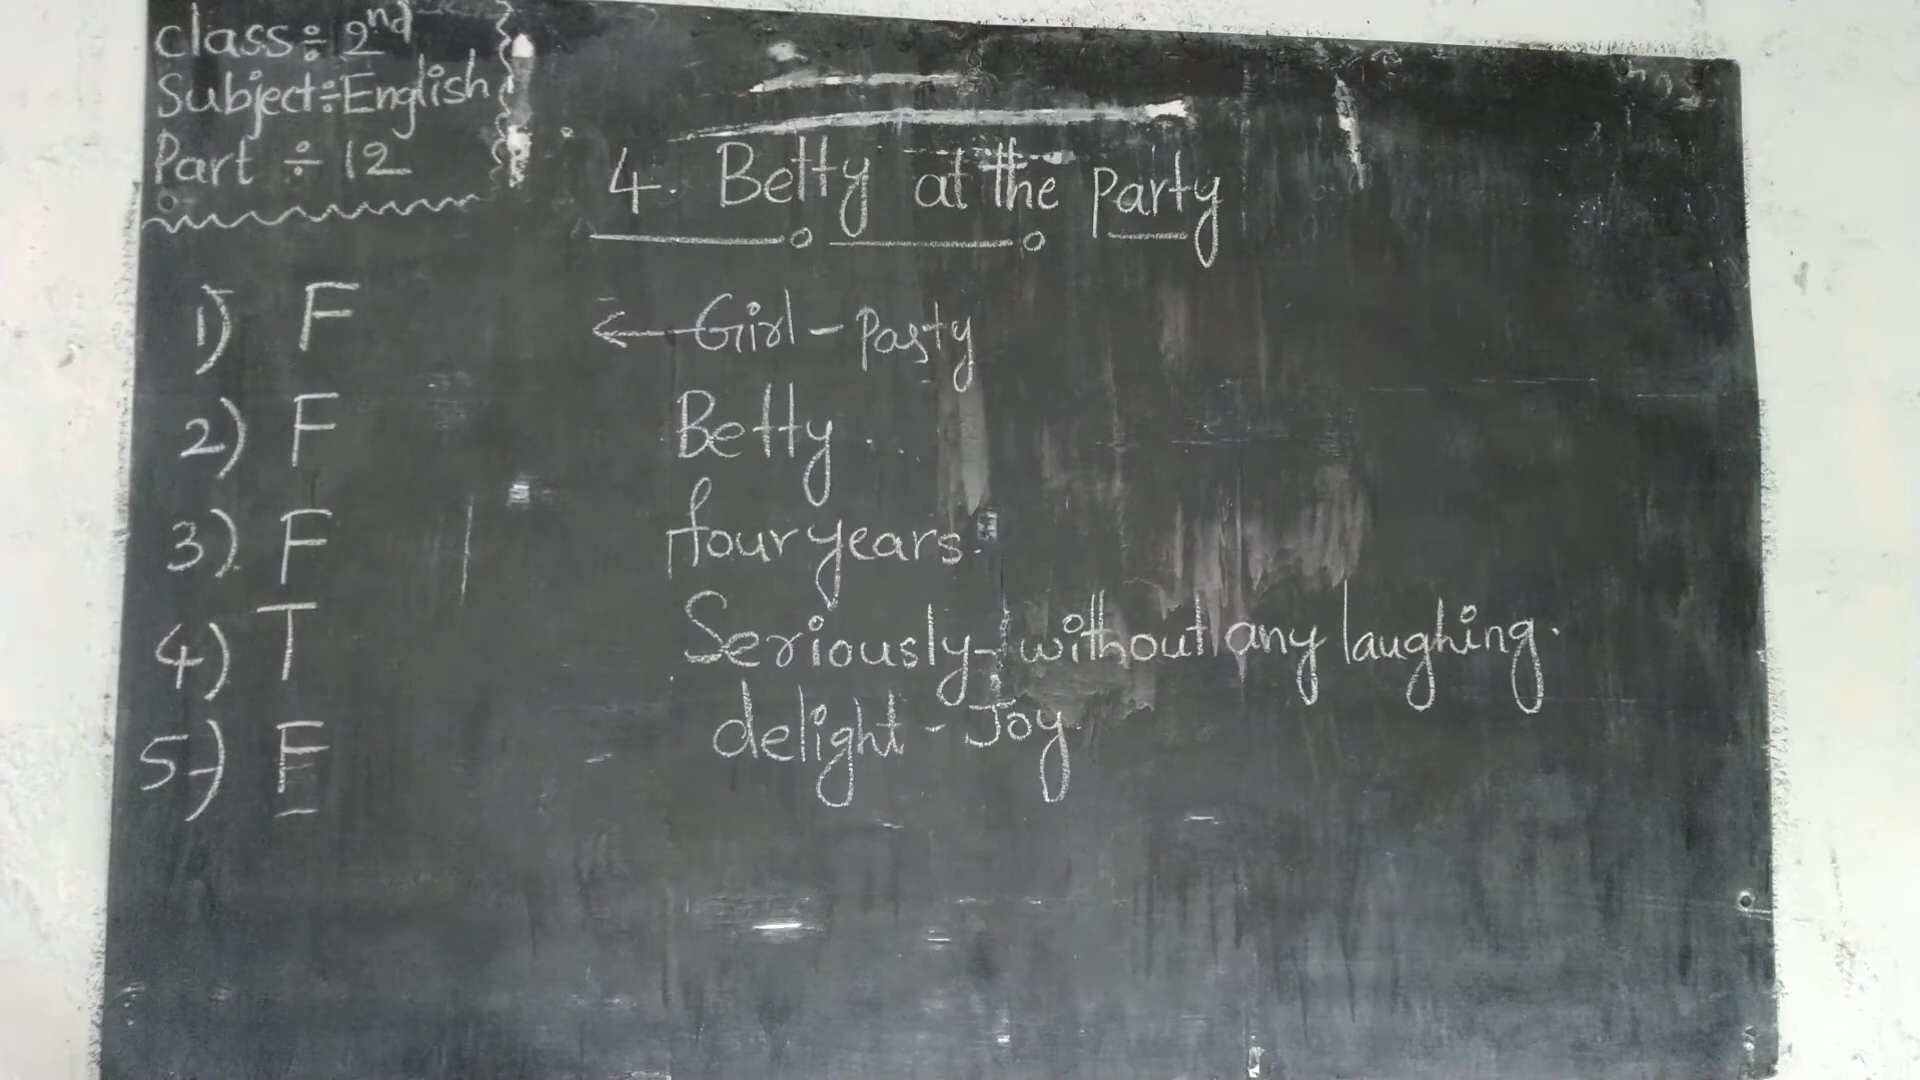 class÷ 2nd
Subject÷English
Part ÷ 12
4. Betty at the Party
1) F ← Girl - Party
2) F Betty
3) F four years.
4) T Seriously - without any laughing.
5) F delight - Joy